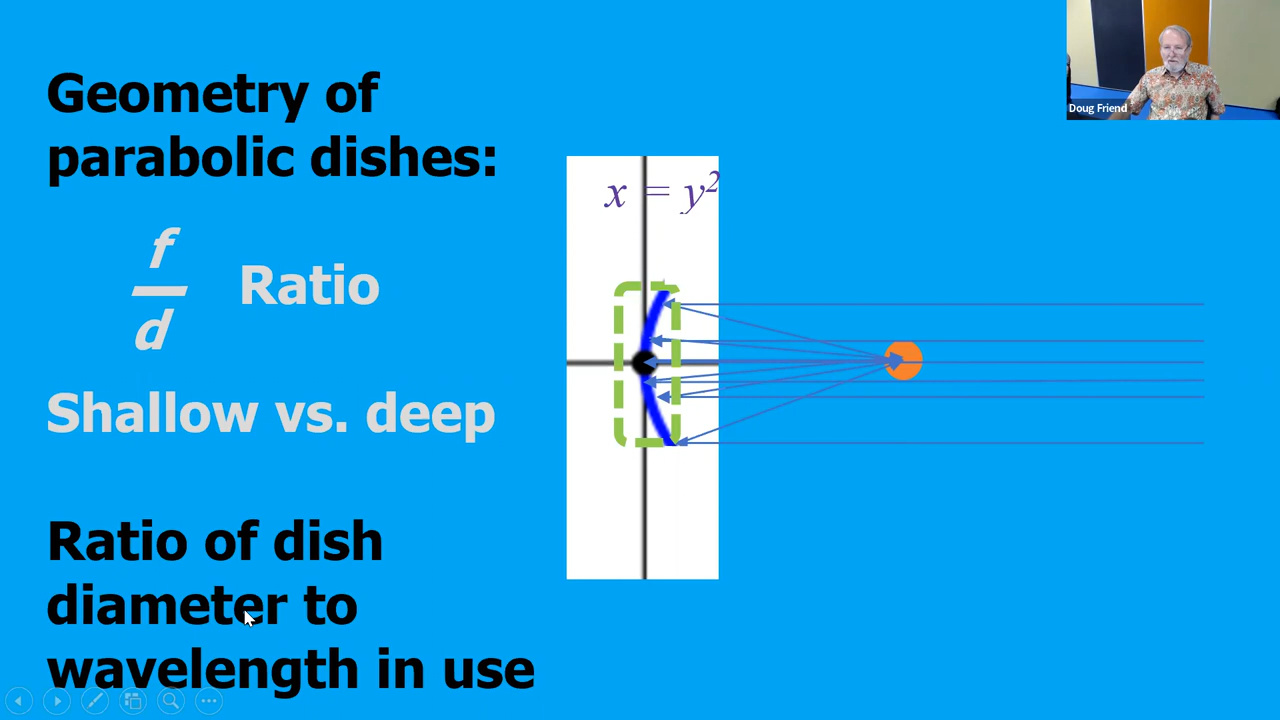 Geometry of
parabolic dishes:
f
d
Ratio
Shallow vs. deep
Ratio of dish
diameter to
wavelength in use
x = y²
Doug Friend